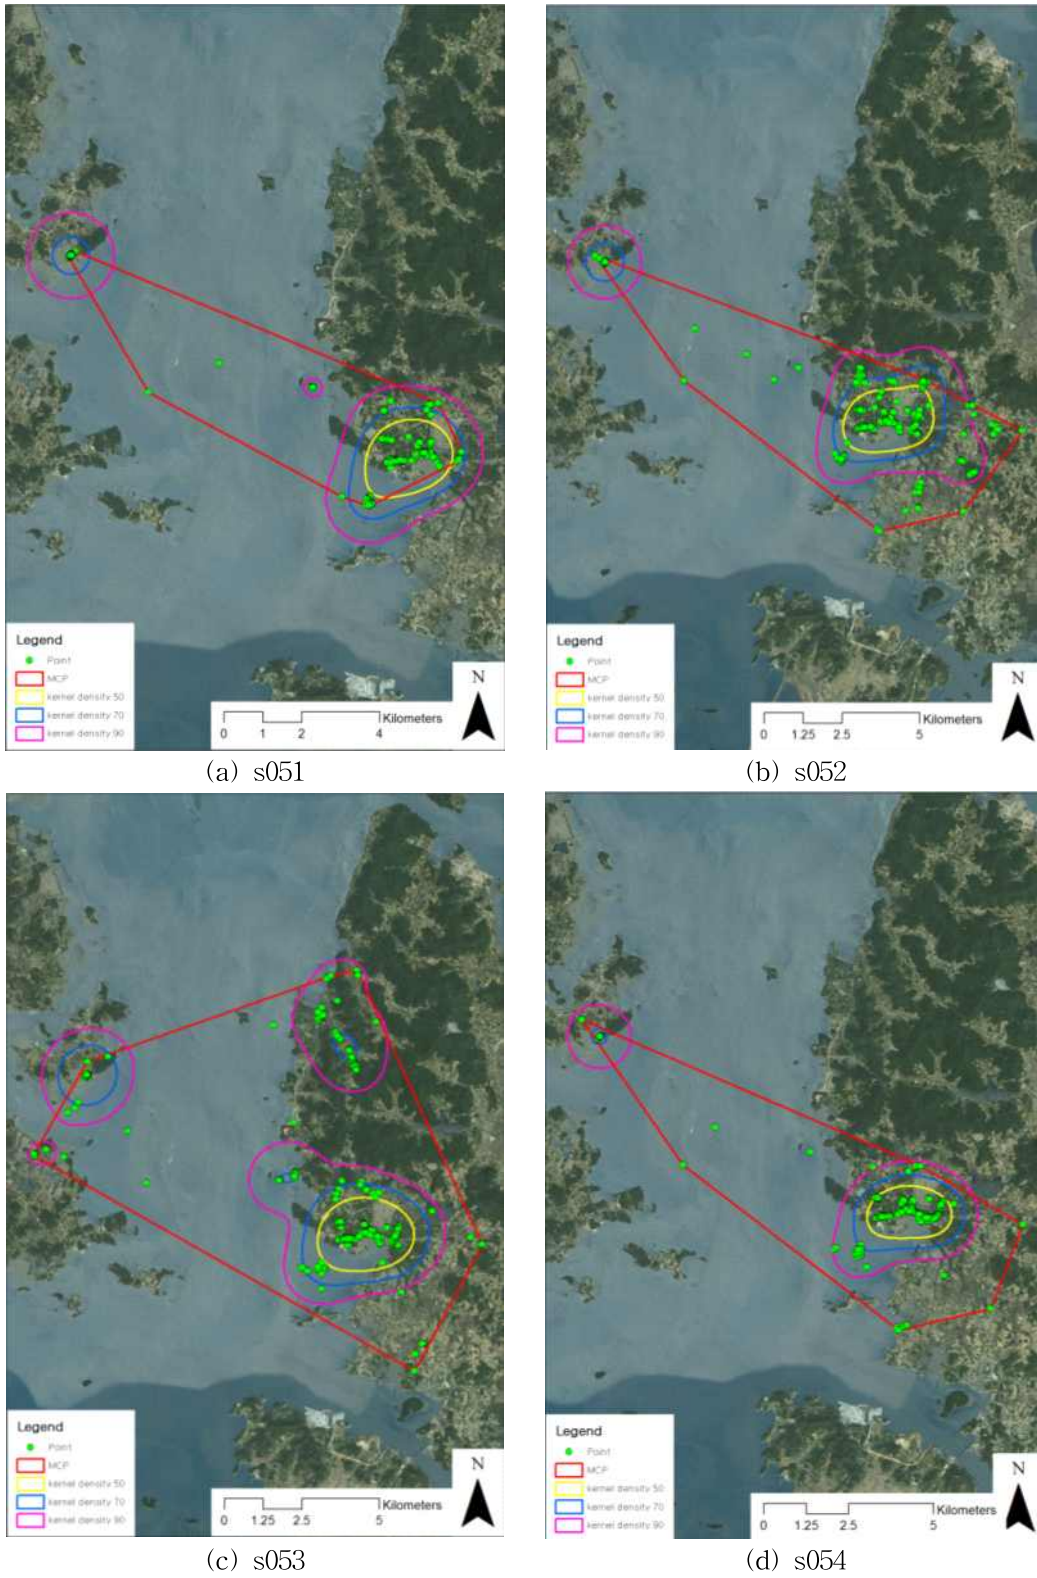 Legend
Point
MCP
kernel density 50
kernel density 70
kernel density 90
0 1 2 4 Kilometers
N
(a) s051
Legend
Point
MCP
kernel density 50
kernel density 70
kernel density 90
0 1.25 2.5 5 Kilometers
N
(b) s052
Legend
Point
MCP
kernel density 50
kernel density 70
kernel density 90
0 1.25 2.5 5 Kilometers
N
(c) s053
Legend
Point
MCP
kernel density 50
kernel density 70
kernel density 90
0 1.25 2.5 5 Kilometers
N
(d) s054